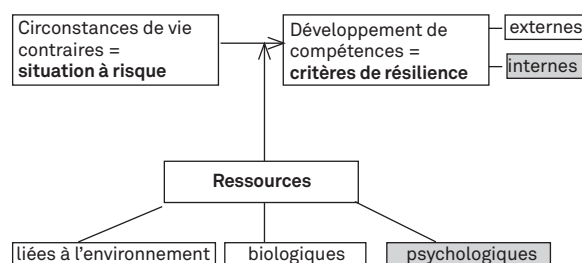 Circonstances de vie
contraires =
situation à risque
Développement de
compétences =
critères de résilience
externes
internes
Ressources
liées à l'environnement
biologiques
psychologiques